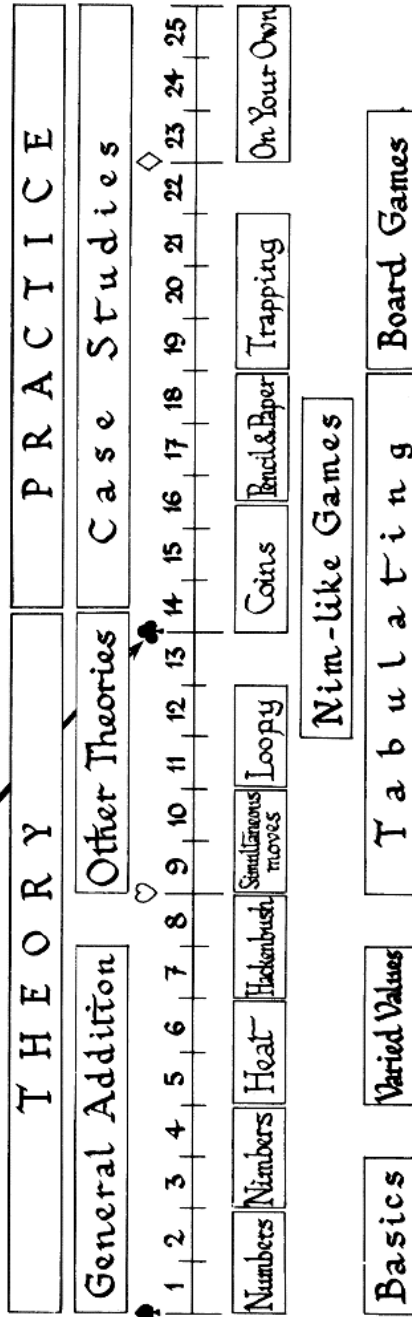 THEORY PRACTICE
General Addition Other Theories Case Studies
1 2 3 4 5 6 7 8 9 10 11 12 13 14 15 16 17 18 19 20 21 22 23 24 25
Numbers Nimbers Heat Hackenbush Simultaneous moves Loopy Coins Pencil & Paper Trapping On Your Own
Nim-like Games
Basics Varied Values Tabulating Board Games